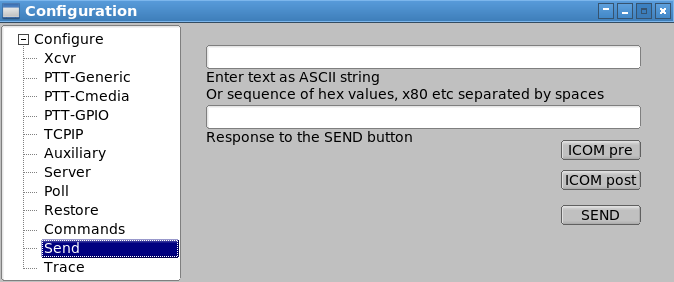 Configuration
Configure
Xcvr
PTT-Generic
PTT-Cmedia
PTT-GPIO
TCPIP
Auxiliary
Server
Poll
Restore
Commands
Send
Trace
Enter text as ASCII string
Or sequence of hex values, x80 etc separated by spaces
Response to the SEND button
ICOM pre
ICOM post
SEND